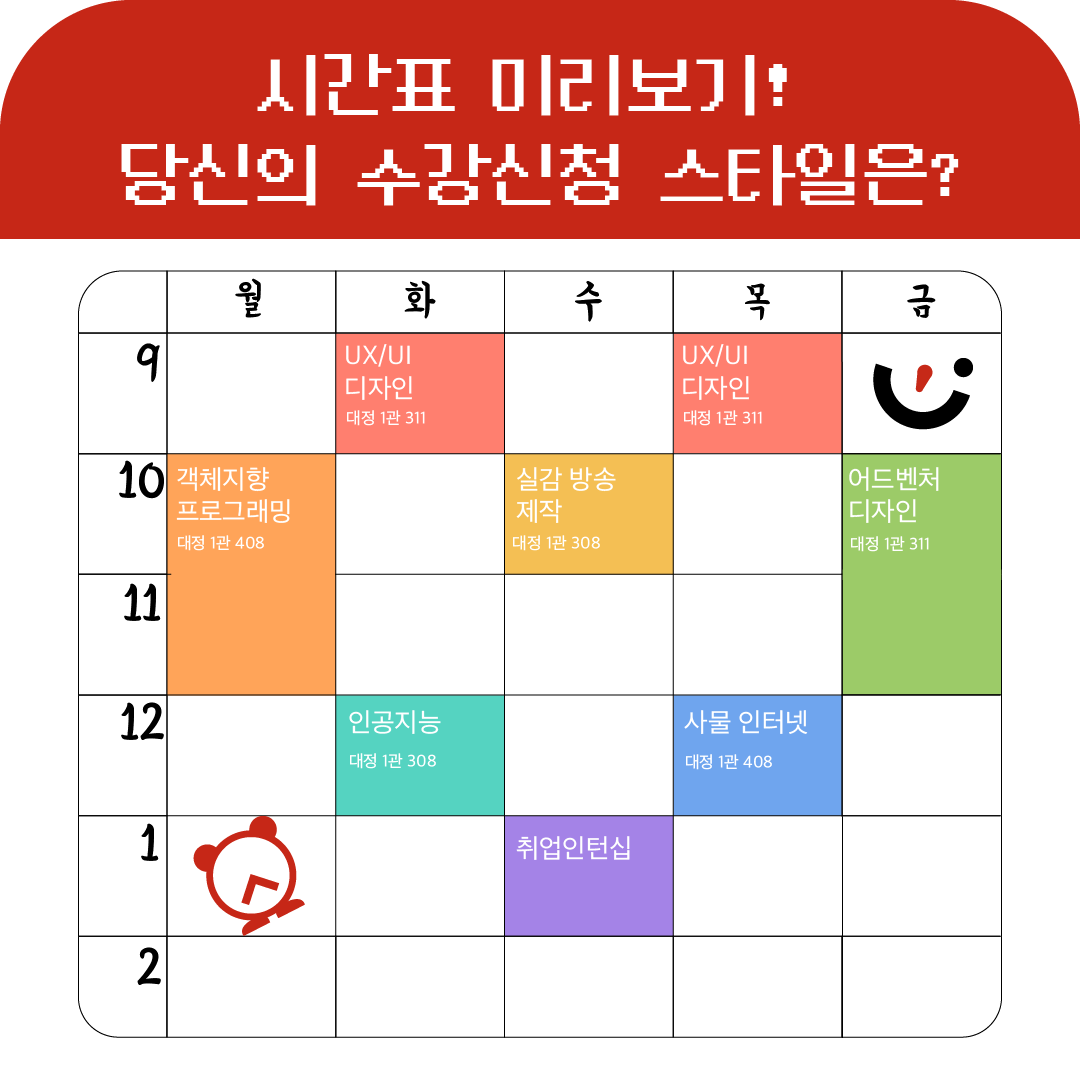 시간표 미리보기!
당신의 수강신청 스타일은?
월 화 수 목 금
9
UX/UI
디자인
대정 1관 311
UX/UI
디자인
대정 1관 311
10
객체지향
프로그래밍
대정 1관 408
실감 방송
제작
대정 1관 308
어드벤처
디자인
대정 1관 311
11
12
인공지능
대정 1관 308
사물 인터넷
대정 1관 408
1
취업인턴십
2